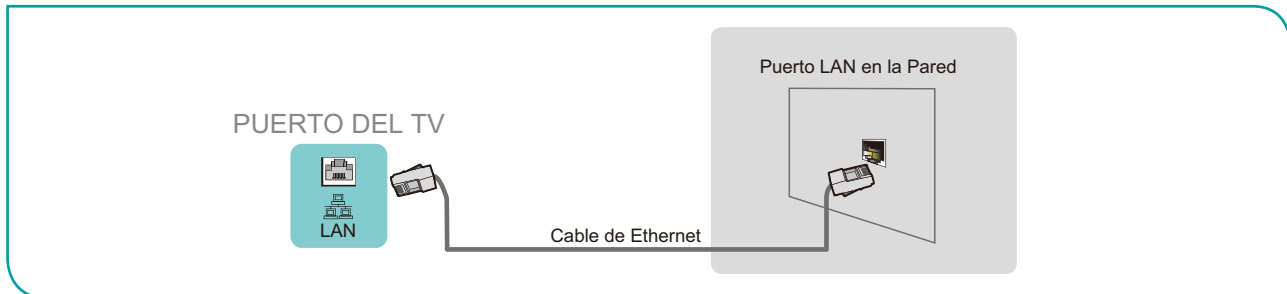 Puerto LAN en la Pared
PUERTO DEL TV
LAN
Cable de Ethernet